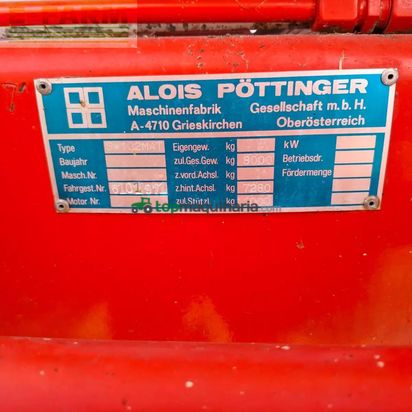 ALOIS PÖTTINGER
Maschinenfabrik Gesellschaft m.b.H.
A-4710 Grieskirchen Oberösterreich
Type Eigengew. kg kW
Baujahr zul.Ges.Gew. kg 8000 Betriebsdr.
Masch.Nr. z.vord.Achsl. kg Fördermenge
Fahrgest.Nr. z.hint.Achsl. kg 7280
Motor Nr. zul.Stützl. kg
topmaquinaria.com